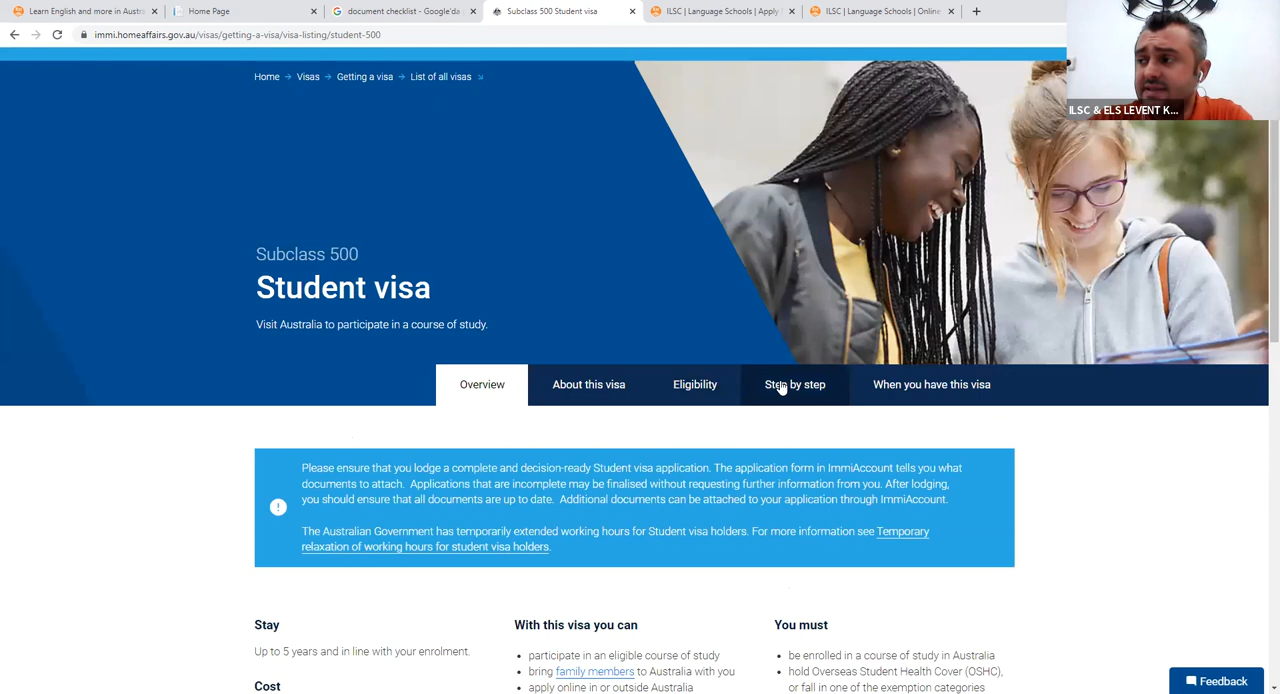 Learn English and more in Austra
Home Page
document checklist - Google'da
Subclass 500 Student visa
ILSC | Language Schools | Apply
ILSC | Language Schools | Online
immi.homeaffairs.gov.au/visas/getting-a-visa/visa-listing/student-500
ILSC & ELS LEVENT K...
Home Visas Getting a visa List of all visas
Subclass 500
Student visa
Visit Australia to participate in a course of study.
Overview About this visa Eligibility Step by step When you have this visa
Please ensure that you lodge a complete and decision-ready Student visa application. The application form in ImmiAccount tells you what
documents to attach. Applications that are incomplete may be finalised without requesting further information from you. After lodging,
you should ensure that all documents are up to date. Additional documents can be attached to your application through ImmiAccount.
The Australian Government has temporarily extended working hours for Student visa holders. For more information see Temporary
relaxation of working hours for student visa holders.
Stay
Up to 5 years and in line with your enrolment.
Cost
With this visa you can
• participate in an eligible course of study
• bring family members to Australia with you
• apply online in or outside Australia
You must
• be enrolled in a course of study in Australia
• hold Overseas Student Health Cover (OSHC),
or fall in one of the exemption categories
Feedback